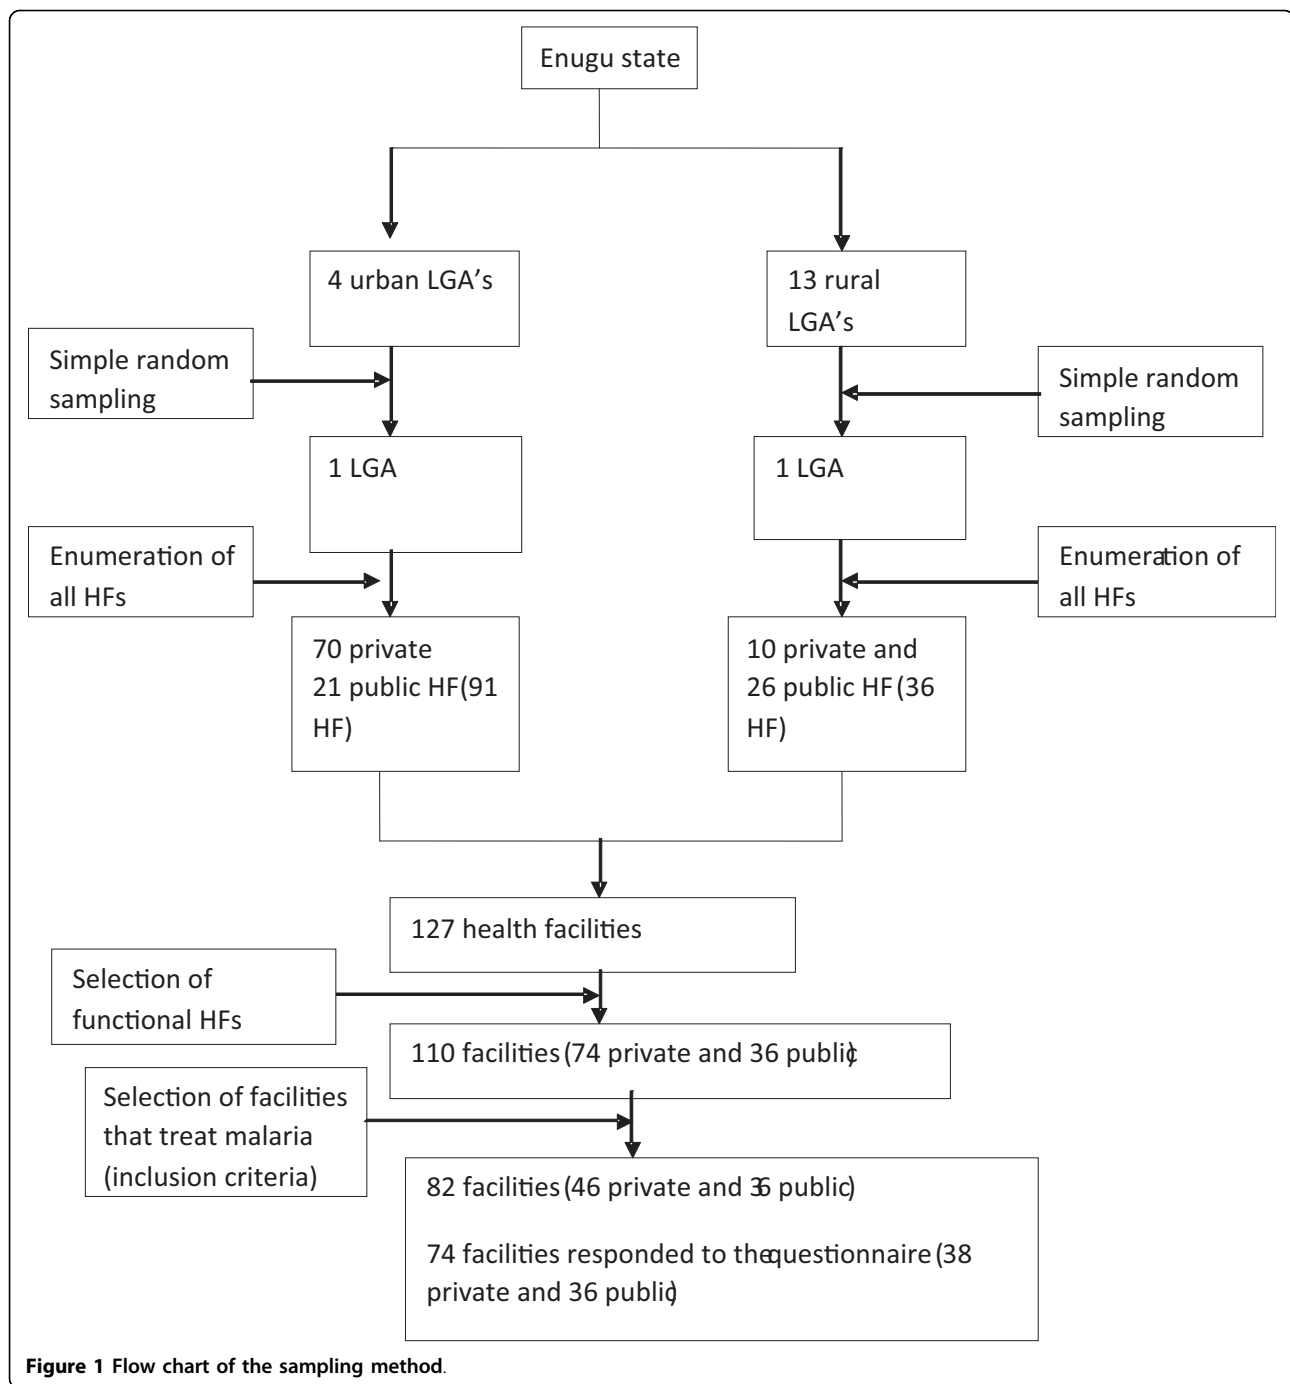 Enugu state
4 urban LGA's
13 rural
LGA's
Simple random
sampling
Simple random
sampling
1 LGA
1 LGA
Enumeration of
all HFs
Enumeration of
all HFs
70 private
21 public HF(91
HF)
10 private and
26 public HF (36
HF)
127 health facilities
Selection of
functional HFs
110 facilities (74 private and 36 public)
Selection of facilities
that treat malaria
(inclusion criteria)
82 facilities (46 private and 36 public)
74 facilities responded to the questionnaire (38
private and 36 public)
Figure 1 Flow chart of the sampling method.